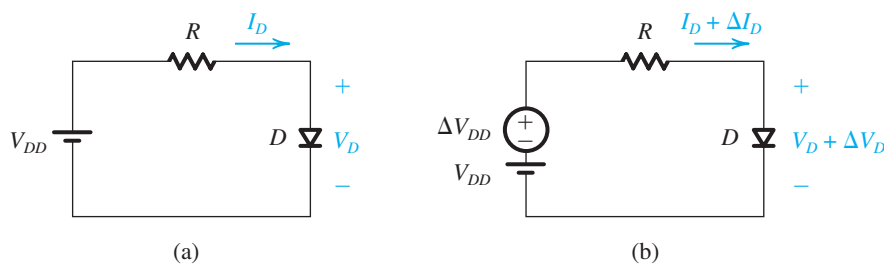 I_D
R
V_DD
D
+
V_D
−
(a)
I_D + ΔI_D
R
ΔV_DD
+
−
V_DD
D
+
V_D + ΔV_D
−
(b)